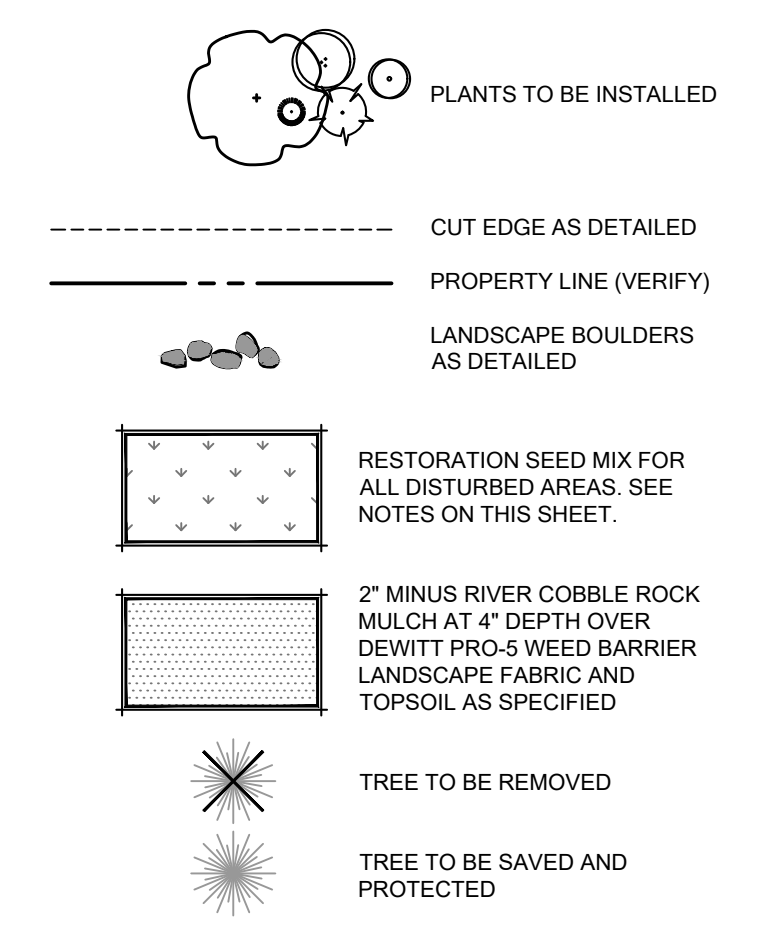 PLANTS TO BE INSTALLED
CUT EDGE AS DETAILED
PROPERTY LINE (VERIFY)
LANDSCAPE BOULDERS
AS DETAILED
RESTORATION SEED MIX FOR
ALL DISTURBED AREAS. SEE
NOTES ON THIS SHEET.
2" MINUS RIVER COBBLE ROCK
MULCH AT 4" DEPTH OVER
DEWITT PRO-5 WEED BARRIER
LANDSCAPE FABRIC AND
TOPSOIL AS SPECIFIED
TREE TO BE REMOVED
TREE TO BE SAVED AND
PROTECTED